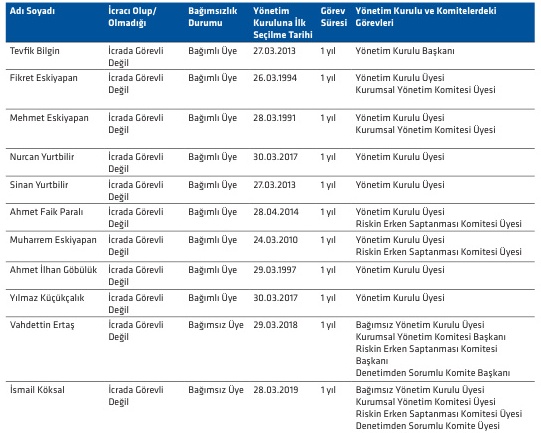 Adı Soyadı İcracı Olup/ Bağımsızlık Yönetim Görev Yönetim Kurulu ve Komitelerdeki
Olmadığı Durumu Kuruluna İlk Süresi Görevleri
Seçilme Tarihi
Tevfik Bilgin İcrada Görevli Bağımlı Üye 27.03.2013 1 yıl Yönetim Kurulu Başkanı
Değil
Fikret Eskiyapan İcrada Görevli Bağımlı Üye 26.03.1994 1 yıl Yönetim Kurulu Üyesi
Değil Kurumsal Yönetim Komitesi Üyesi
Mehmet Eskiyapan İcrada Görevli Bağımlı Üye 28.03.1991 1 yıl Yönetim Kurulu Üyesi
Değil Kurumsal Yönetim Komitesi Üyesi
Nurcan Yurtbilir İcrada Görevli Bağımlı Üye 30.03.2017 1 yıl Yönetim Kurulu Üyesi
Değil
Sinan Yurtbilir İcrada Görevli Bağımlı Üye 27.03.2013 1 yıl Yönetim Kurulu Üyesi
Değil
Ahmet Faik Paralı İcrada Görevli Bağımlı Üye 28.04.2014 1 yıl Yönetim Kurulu Üyesi
Değil Riskin Erken Saptanması Komitesi Üyesi
Muharrem Eskiyapan İcrada Görevli Bağımlı Üye 24.03.2010 1 yıl Yönetim Kurulu Üyesi
Değil Riskin Erken Saptanması Komitesi Üyesi
Ahmet İlhan Göbülük İcrada Görevli Bağımlı Üye 29.03.1997 1 yıl Yönetim Kurulu Üyesi
Değil
Yılmaz Küçükçalık İcrada Görevli Bağımlı Üye 30.03.2017 1 yıl Yönetim Kurulu Üyesi
Değil
Vahdettin Ertaş İcrada Görevli Bağımsız Üye 29.03.2018 1 yıl Bağımsız Yönetim Kurulu Üyesi
Değil Kurumsal Yönetim Komitesi Başkanı
Riskin Erken Saptanması Komitesi
Başkanı
Denetimden Sorumlu Komite Başkanı
İsmail Köksal İcrada Görevli Bağımsız Üye 28.03.2019 1 yıl Bağımsız Yönetim Kurulu Üyesi
Değil Kurumsal Yönetim Komitesi Üyesi
Riskin Erken Saptanması Komitesi Üyesi
Denetimden Sorumlu Komite Üyesi